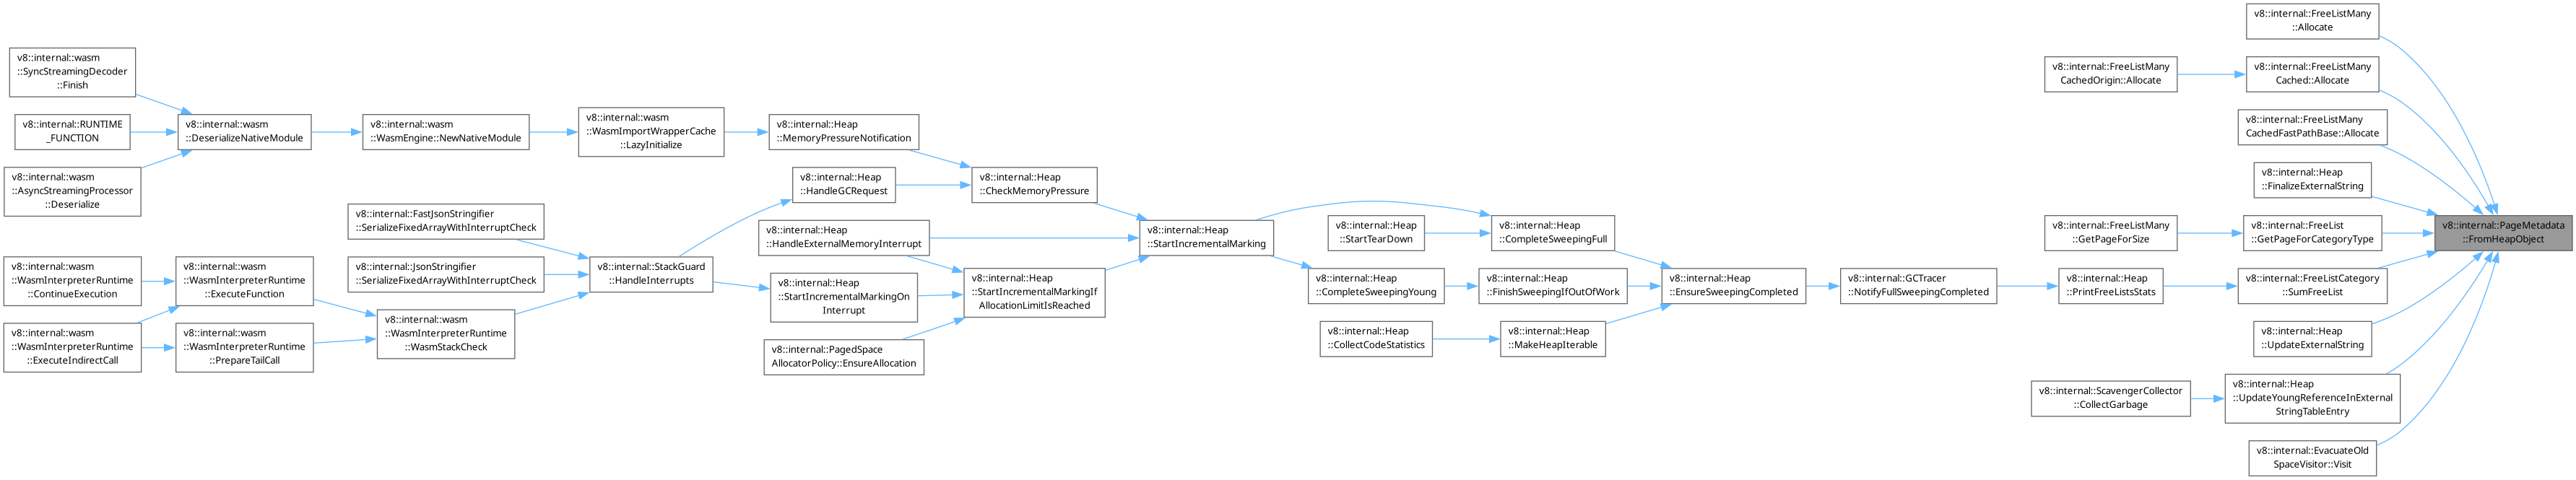 v8::internal::wasm
::SyncStreamingDecoder
::Finish
v8::internal::RUNTIME
_FUNCTION
v8::internal::wasm
::AsyncStreamingProcessor
::Deserialize
v8::internal::wasm
::DeserializeNativeModule
v8::internal::wasm
::WasmEngine::NewNativeModule
v8::internal::wasm
::WasmImportWrapperCache
::LazyInitialize
v8::internal::Heap
::MemoryPressureNotification
v8::internal::Heap
::HandleGCRequest
v8::internal::Heap
::CheckMemoryPressure
v8::internal::FastJsonStringifier
::SerializeFixedArrayWithInterruptCheck
v8::internal::JsonStringifier
::SerializeFixedArrayWithInterruptCheck
v8::internal::wasm
::WasmInterpreterRuntime
::ContinueExecution
v8::internal::wasm
::WasmInterpreterRuntime
::ExecuteFunction
v8::internal::wasm
::WasmInterpreterRuntime
::ExecuteIndirectCall
v8::internal::wasm
::WasmInterpreterRuntime
::PrepareTailCall
v8::internal::wasm
::WasmInterpreterRuntime
::WasmStackCheck
v8::internal::StackGuard
::HandleInterrupts
v8::internal::Heap
::HandleExternalMemoryInterrupt
v8::internal::Heap
::StartIncrementalMarkingOn
Interrupt
v8::internal::PagedSpace
AllocatorPolicy::EnsureAllocation
v8::internal::Heap
::StartIncrementalMarkingIf
AllocationLimitIsReached
v8::internal::Heap
::StartIncrementalMarking
v8::internal::Heap
::StartTearDown
v8::internal::Heap
::CompleteSweepingFull
v8::internal::Heap
::CompleteSweepingYoung
v8::internal::Heap
::FinishSweepingIfOutOfWork
v8::internal::Heap
::CollectCodeStatistics
v8::internal::Heap
::MakeHeapIterable
v8::internal::Heap
::EnsureSweepingCompleted
v8::internal::GCTracer
::NotifyFullSweepingCompleted
v8::internal::Heap
::PrintFreeListsStats
v8::internal::FreeListCategory
::SumFreeList
v8::internal::FreeListMany
::Allocate
v8::internal::FreeListMany
CachedOrigin::Allocate
v8::internal::FreeListMany
Cached::Allocate
v8::internal::FreeListMany
CachedFastPathBase::Allocate
v8::internal::Heap
::FinalizeExternalString
v8::internal::FreeListMany
::GetPageForSize
v8::internal::FreeList
::GetPageForCategoryType
v8::internal::Heap
::UpdateExternalString
v8::internal::ScavengerCollector
::CollectGarbage
v8::internal::Heap
::UpdateYoungReferenceInExternal
StringTableEntry
v8::internal::EvacuateOld
SpaceVisitor::Visit
v8::internal::PageMetadata
::FromHeapObject